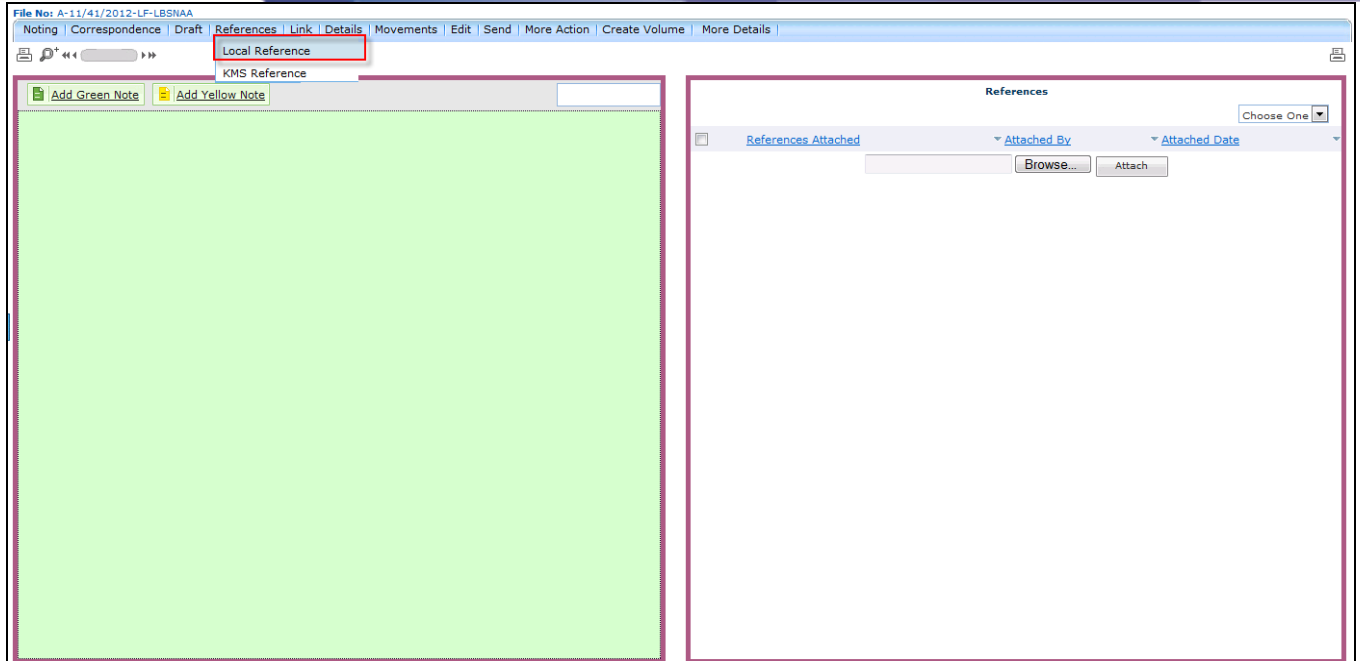 File No: A-11/41/2012-LF-LBSNAA
Noting | Correspondence | Draft | References | Link | Details | Movements | Edit | Send | More Action | Create Volume | More Details |
Local Reference
KMS Reference
Add Green Note Add Yellow Note
References
Choose One
References Attached Attached By Attached Date
Browse... Attach